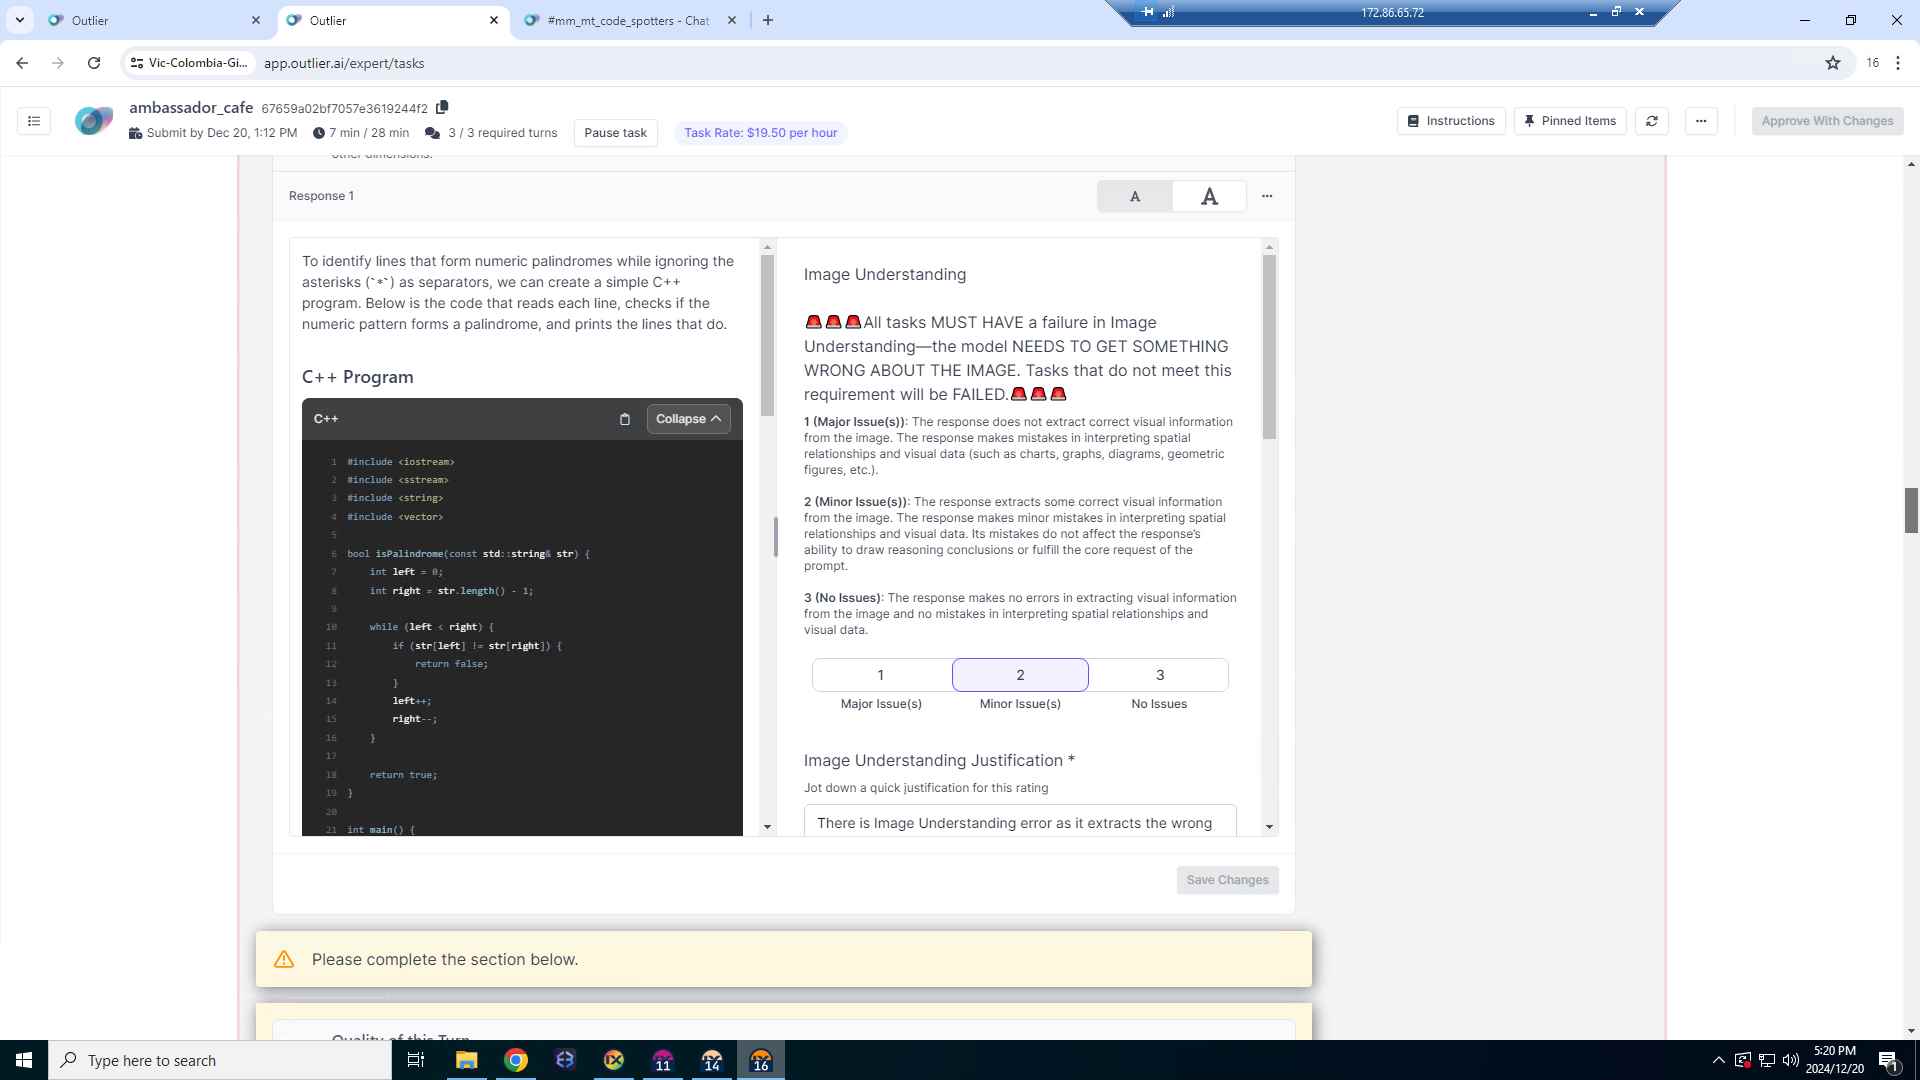 Outlier
Outlier
#mm_mt_code_spotters - Chat
172.86.65.72
Vic-Colombia-Gi...
app.outlier.ai/expert/tasks
16
ambassador_cafe 67659a02bf7057e3619244f2
Submit by Dec 20, 1:12 PM 7 min / 28 min 3 / 3 required turns Pause task Task Rate: $19.50 per hour
Instructions Pinned Items Approve With Changes
other dimensions.
Response 1
A A
To identify lines that form numeric palindromes while ignoring the
asterisks (`*`) as separators, we can create a simple C++
program. Below is the code that reads each line, checks if the
numeric pattern forms a palindrome, and prints the lines that do.
C++ Program
C++ Collapse
1 #include <iostream>
2 #include <sstream>
3 #include <string>
4 #include <vector>
5
6 bool isPalindrome(const std::string& str) {
7 int left = 0;
8 int right = str.length() - 1;
9
10 while (left < right) {
11 if (str[left] != str[right]) {
12 return false;
13 }
14 left++;
15 right--;
16 }
17
18 return true;
19 }
20
21 int main() {
Image Understanding
🚨🚨🚨All tasks MUST HAVE a failure in Image
Understanding—the model NEEDS TO GET SOMETHING
WRONG ABOUT THE IMAGE. Tasks that do not meet this
requirement will be FAILED.🚨🚨🚨
1 (Major Issue(s)): The response does not extract correct visual information
from the image. The response makes mistakes in interpreting spatial
relationships and visual data (such as charts, graphs, diagrams, geometric
figures, etc.).
2 (Minor Issue(s)): The response extracts some correct visual information
from the image. The response makes minor mistakes in interpreting spatial
relationships and visual data. Its mistakes do not affect the response's
ability to draw reasoning conclusions or fulfill the core request of the
prompt.
3 (No Issues): The response makes no errors in extracting visual information
from the image and no mistakes in interpreting spatial relationships and
visual data.
1 2 3
Major Issue(s) Minor Issue(s) No Issues
Image Understanding Justification *
Jot down a quick justification for this rating
There is Image Understanding error as it extracts the wrong
Save Changes
Please complete the section below.
Quality of this Turn
Type here to search
11 14 16
5:20 PM
2024/12/20
1